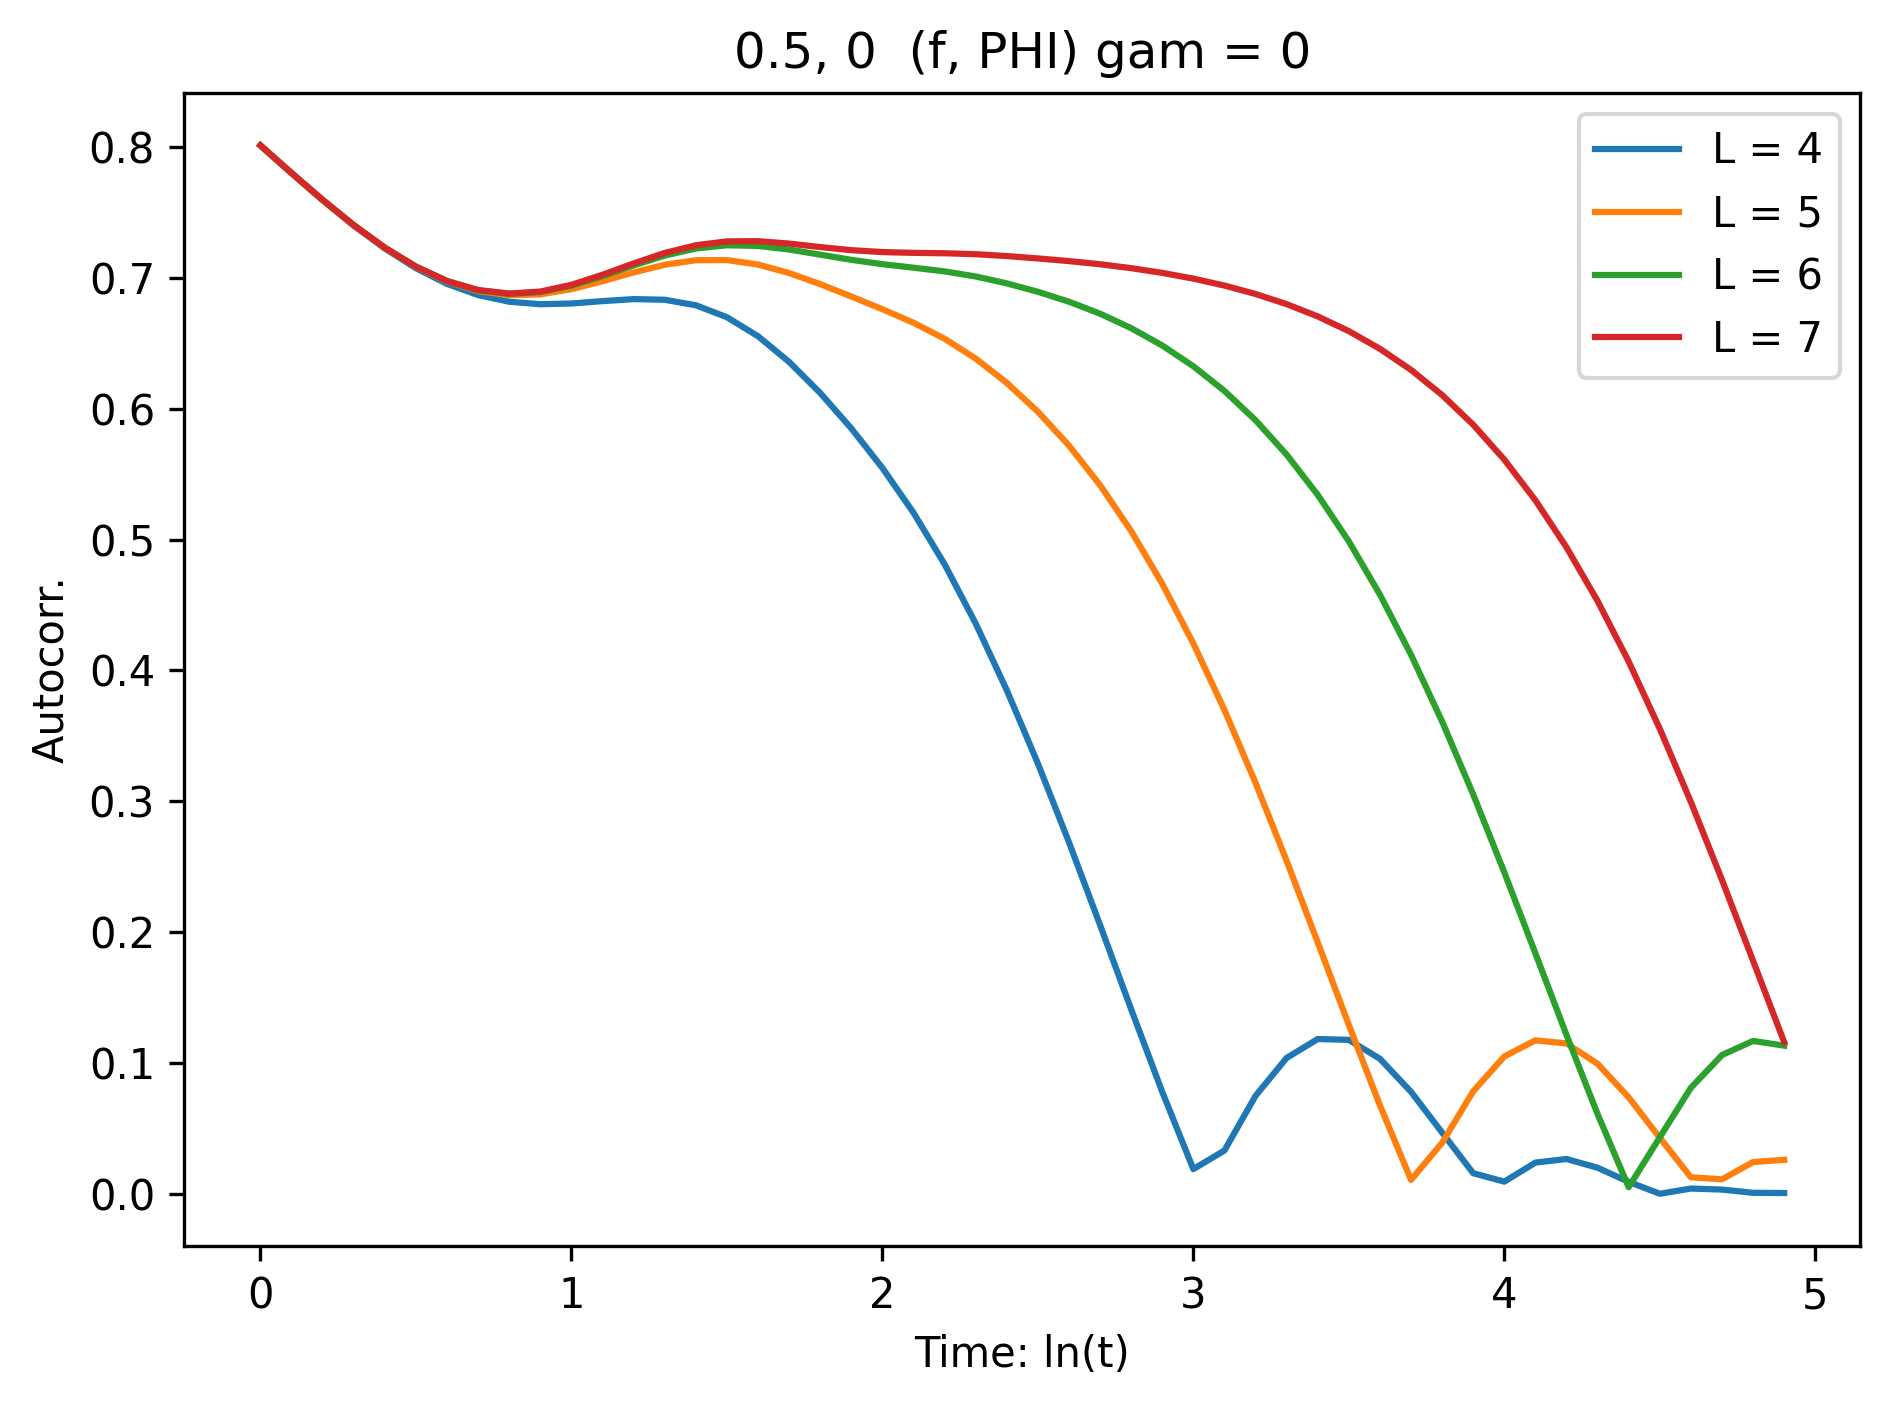 0.5, 0  (f, PHI) gam = 0
L = 4
L = 5
L = 6
L = 7
Autocorr.
0.8
0.7
0.6
0.5
0.4
0.3
0.2
0.1
0.0
0 1 2 3 4 5
Time: ln(t)